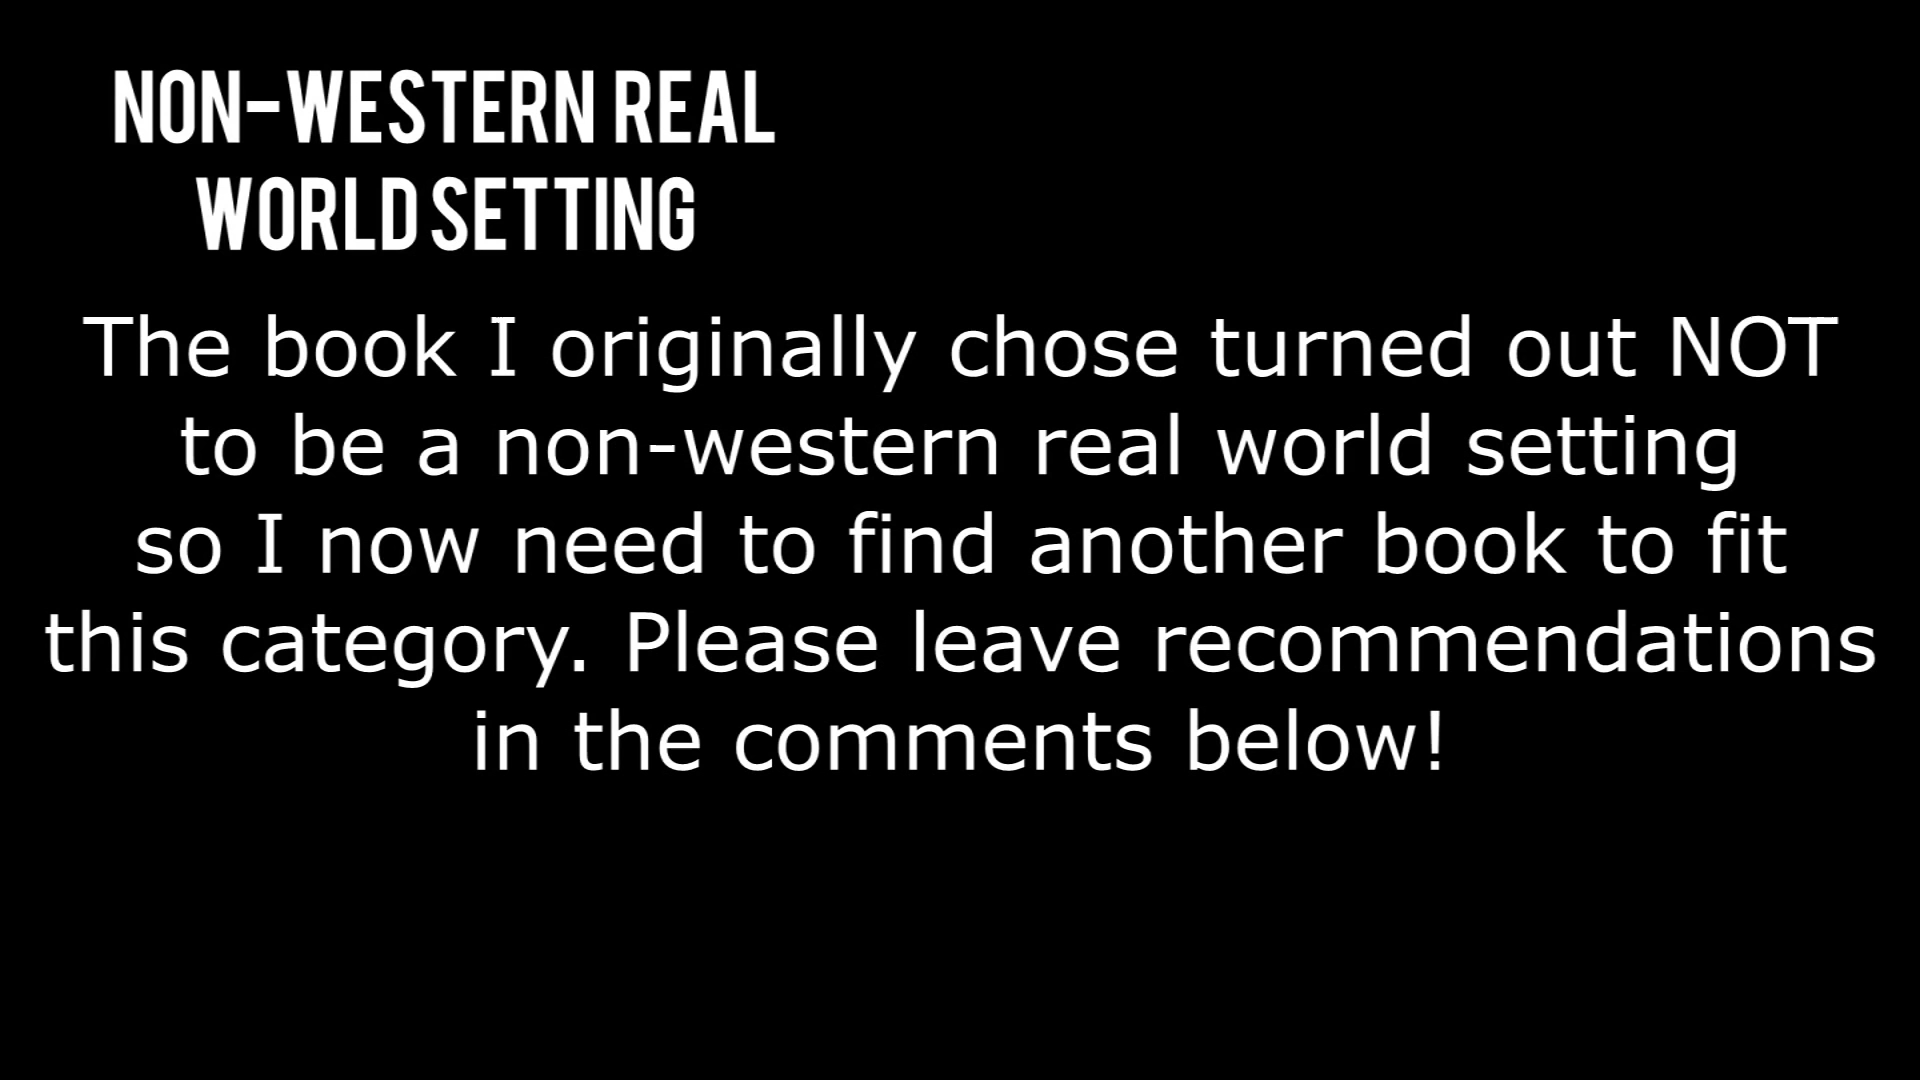 NON-WESTERN REAL
WORLD SETTING
The book I originally chose turned out NOT
to be a non-western real world setting
so I now need to find another book to fit
this category. Please leave recommendations
in the comments below!